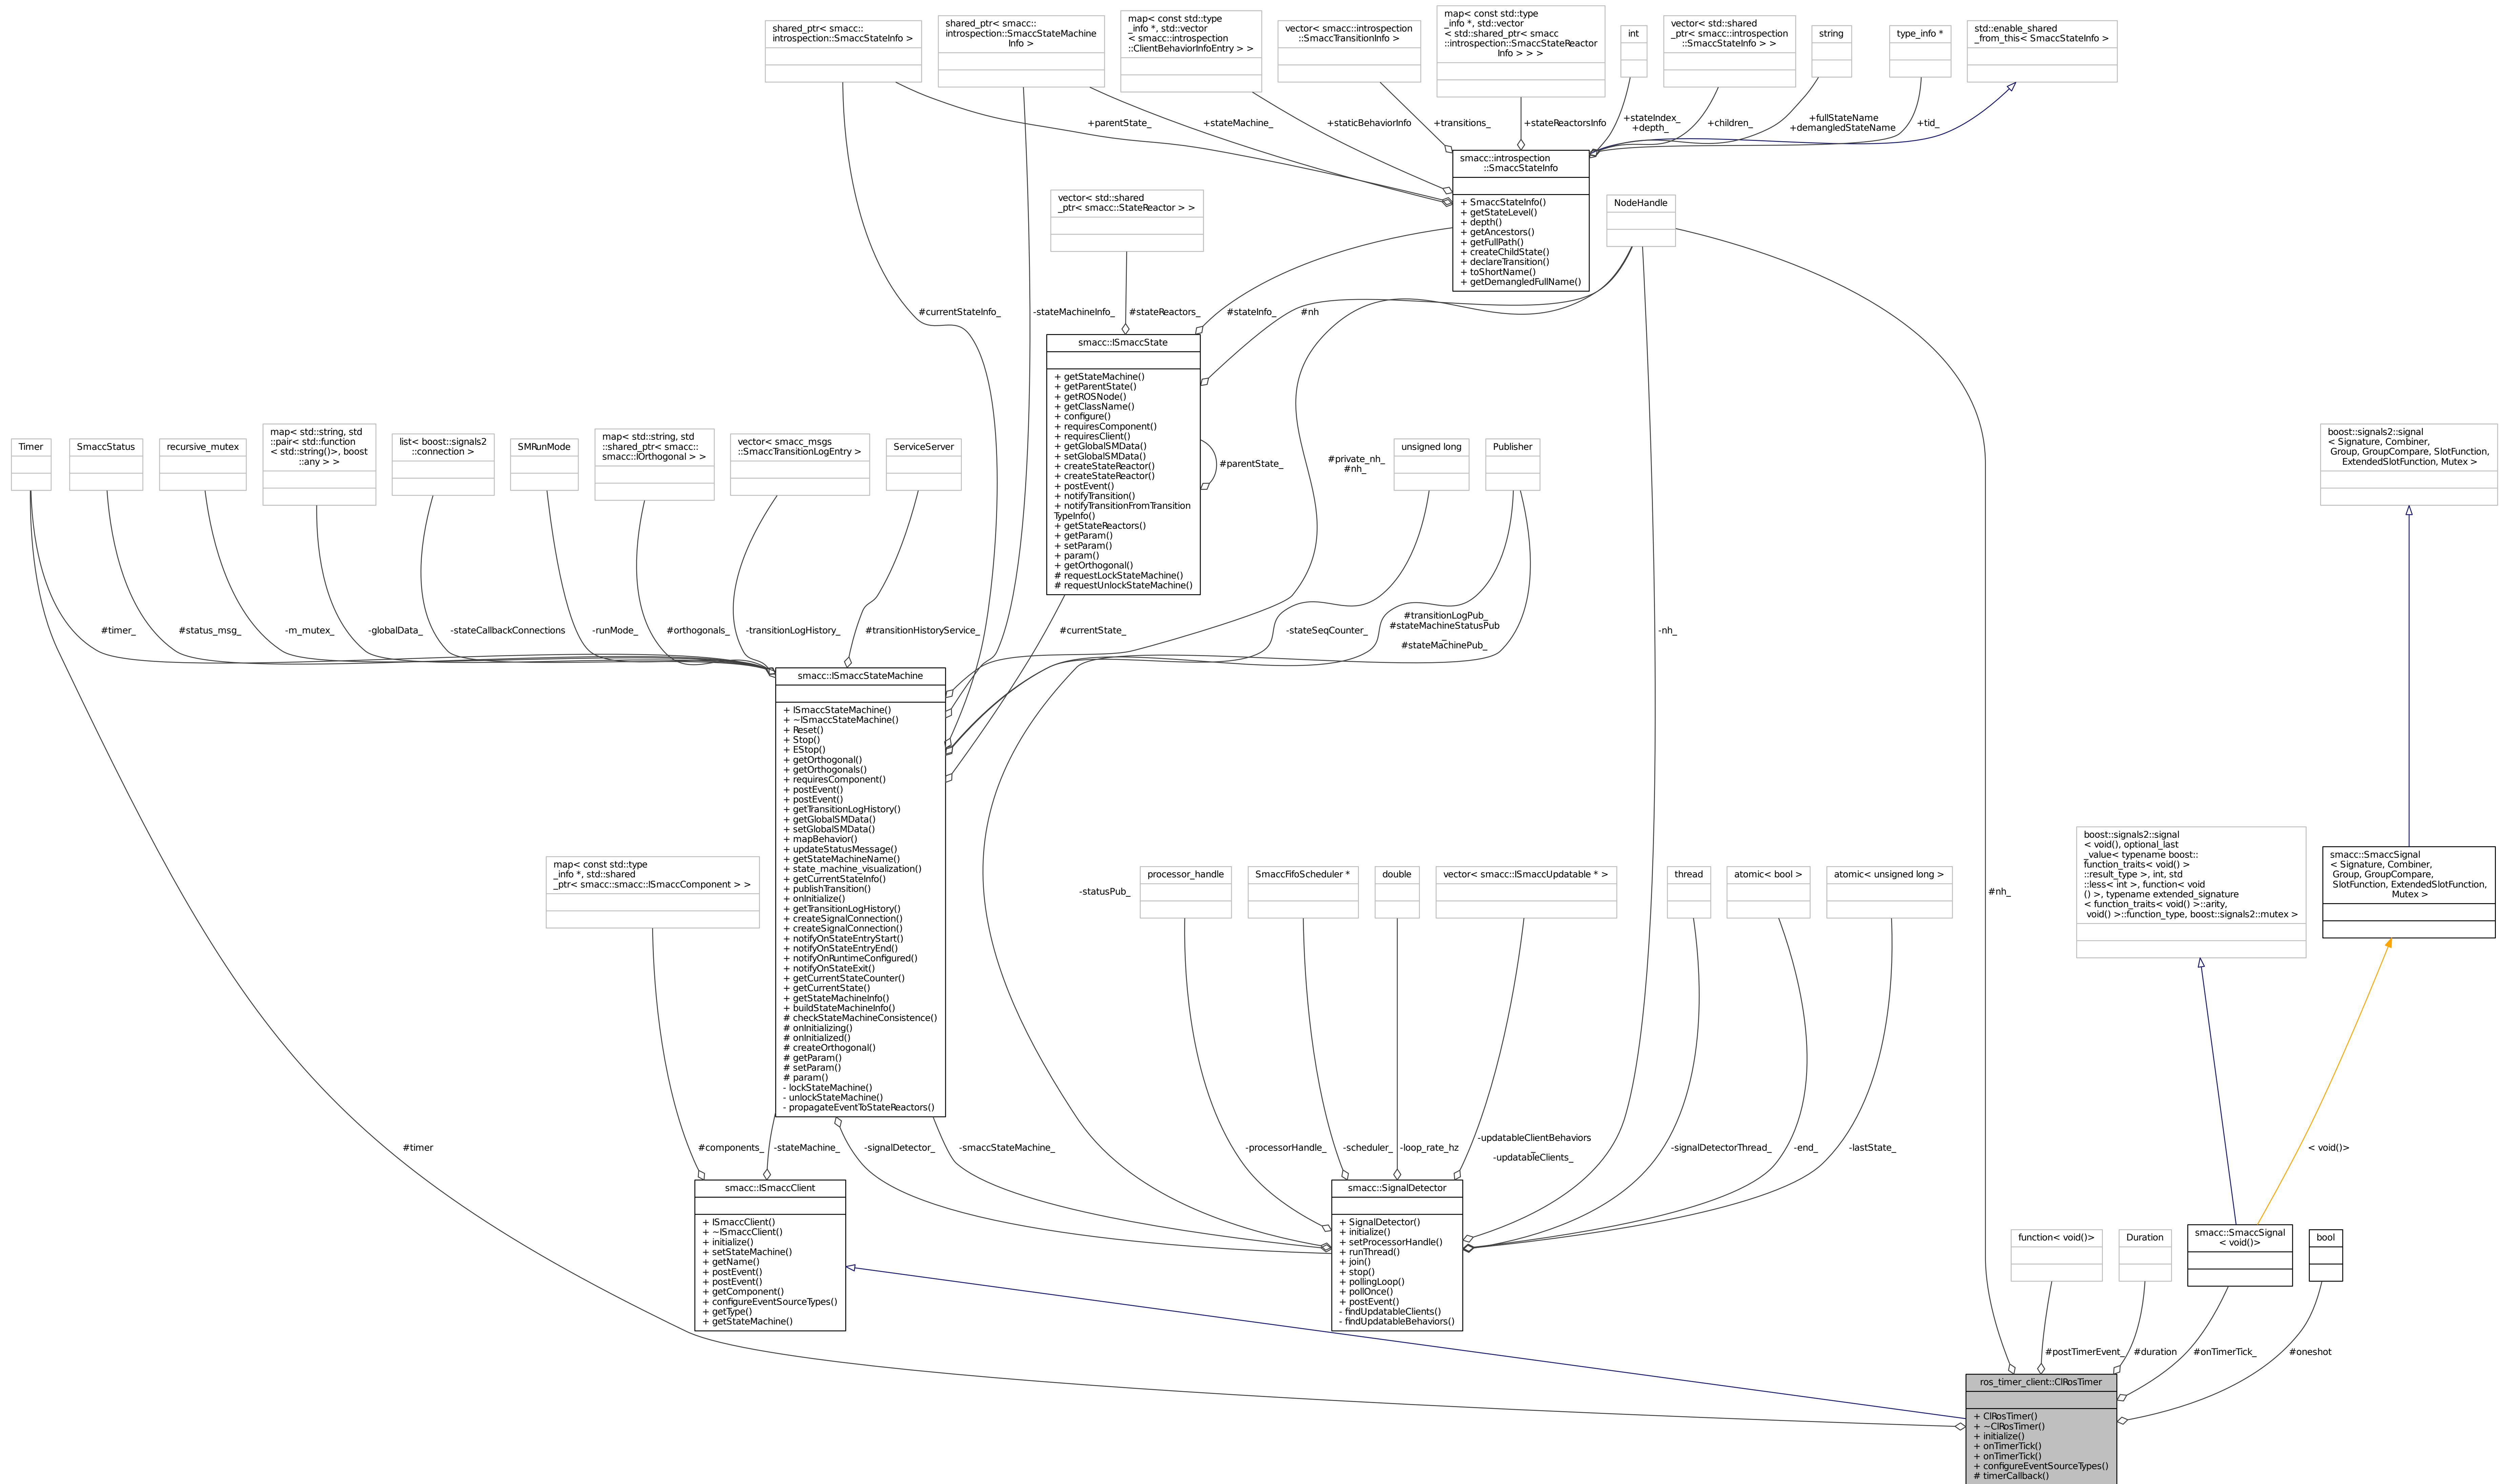 shared_ptr< smacc::
introspection::SmaccStateInfo >
shared_ptr< smacc::
introspection::SmaccStateMachine
Info >
map< const std::type
_info *, std::vector
< smacc::introspection
::ClientBehaviorInfoEntry > >
vector< smacc::introspection
::SmaccTransitionInfo >
map< const std::type
_info *, std::vector
< std::shared_ptr< smacc
::introspection::SmaccStateReactor
Info > > >
int
vector< std::shared
_ptr< smacc::introspection
::SmaccStateInfo > >
string
type_info *
std::enable_shared
_from_this< SmaccStateInfo >
+parentState_
+stateMachine_
+staticBehaviorInfo
+transitions_
+stateReactorsInfo
+stateIndex_
+depth_
+children_
+fullStateName
+demangledStateName
+tid_
smacc::introspection
::SmaccStateInfo
+ SmaccStateInfo()
+ getStateLevel()
+ depth()
+ getAncestors()
+ getFullPath()
+ createChildState()
+ declareTransition()
+ toShortName()
+ getDemangledFullName()
vector< std::shared
_ptr< smacc::StateReactor > >
NodeHandle
#currentStateInfo_
-stateMachineInfo_
#stateReactors_
#stateInfo_
#nh
smacc::ISmaccState
+ getStateMachine()
+ getParentState()
+ getROSNode()
+ getClassName()
+ configure()
+ requiresComponent()
+ requiresClient()
+ getGlobalSMData()
+ setGlobalSMData()
+ createStateReactor()
+ createStateReactor()
+ postEvent()
+ notifyTransition()
+ notifyTransitionFromTransition
TypeInfo()
+ getStateReactors()
+ getParam()
+ setParam()
+ param()
+ getOrthogonal()
# requestLockStateMachine()
# requestUnlockStateMachine()
#parentState_
#private_nh_
#nh_
Timer
SmaccStatus
recursive_mutex
map< std::string, std
::pair< std::function
< std::string()>, boost
::any > >
list< boost::signals2
::connection >
SMRunMode
map< std::string, std
::shared_ptr< smacc::
smacc::IOrthogonal > >
vector< smacc_msgs
::SmaccTransitionLogEntry >
ServiceServer
unsigned long
Publisher
boost::signals2::signal
< Signature, Combiner,
Group, GroupCompare, SlotFunction,
ExtendedSlotFunction, Mutex >
#timer_
#status_msg_
-m_mutex_
-globalData_
-stateCallbackConnections
-runMode_
#orthogonals_
-transitionLogHistory_
#transitionHistoryService_
#currentState_
-stateSeqCounter_
#transitionLogPub_
#stateMachineStatusPub
_
#stateMachinePub_
-nh_
smacc::ISmaccStateMachine
+ ISmaccStateMachine()
+ ~ISmaccStateMachine()
+ Reset()
+ Stop()
+ EStop()
+ getOrthogonal()
+ getOrthogonals()
+ requiresComponent()
+ postEvent()
+ postEvent()
+ getTransitionLogHistory()
+ getGlobalSMData()
+ setGlobalSMData()
+ mapBehavior()
+ updateStatusMessage()
+ getStateMachineName()
+ state_machine_visualization()
+ getCurrentStateInfo()
+ publishTransition()
+ onInitialize()
+ getTransitionLogHistory()
+ createSignalConnection()
+ createSignalConnection()
+ notifyOnStateEntryStart()
+ notifyOnStateEntryEnd()
+ notifyOnRuntimeConfigured()
+ notifyOnStateExit()
+ getCurrentStateCounter()
+ getCurrentState()
+ getStateMachineInfo()
+ buildStateMachineInfo()
# checkStateMachineConsistence()
# onInitializing()
# onInitialized()
# createOrthogonal()
# getParam()
# setParam()
# param()
- lockStateMachine()
- unlockStateMachine()
- propagateEventToStateReactors()
map< const std::type
_info *, std::shared
_ptr< smacc::smacc::ISmaccComponent > >
-statusPub_
processor_handle
SmaccFifoScheduler *
double
vector< smacc::ISmaccUpdatable * >
thread
atomic< bool >
atomic< unsigned long >
#nh_
boost::signals2::signal
< void(), optional_last
_value< typename boost::
function_traits< void() >
::result_type >, int, std
::less< int >, function< void
() >, typename extended_signature
< function_traits< void() >::arity,
void() >::function_type, boost::signals2::mutex >
smacc::SmaccSignal
< Signature, Combiner,
Group, GroupCompare,
SlotFunction, ExtendedSlotFunction,
Mutex >
#timer
#components_
-stateMachine_
-signalDetector_
-smaccStateMachine_
-processorHandle_
-scheduler_
-loop_rate_hz
-updatableClientBehaviors
_
-updatableClients_
-signalDetectorThread_
-end_
-lastState_
< void()>
smacc::ISmaccClient
+ ISmaccClient()
+ ~ISmaccClient()
+ initialize()
+ setStateMachine()
+ getName()
+ postEvent()
+ postEvent()
+ getComponent()
+ configureEventSourceTypes()
+ getType()
+ getStateMachine()
smacc::SignalDetector
+ SignalDetector()
+ initialize()
+ setProcessorHandle()
+ runThread()
+ join()
+ stop()
+ pollingLoop()
+ pollOnce()
+ postEvent()
- findUpdatableClients()
- findUpdatableBehaviors()
function< void()>
Duration
smacc::SmaccSignal
< void()>
bool
#postTimerEvent_
#duration
#onTimerTick_
#oneshot
ros_timer_client::ClRosTimer
+ ClRosTimer()
+ ~ClRosTimer()
+ initialize()
+ onTimerTick()
+ onTimerTick()
+ configureEventSourceTypes()
# timerCallback()